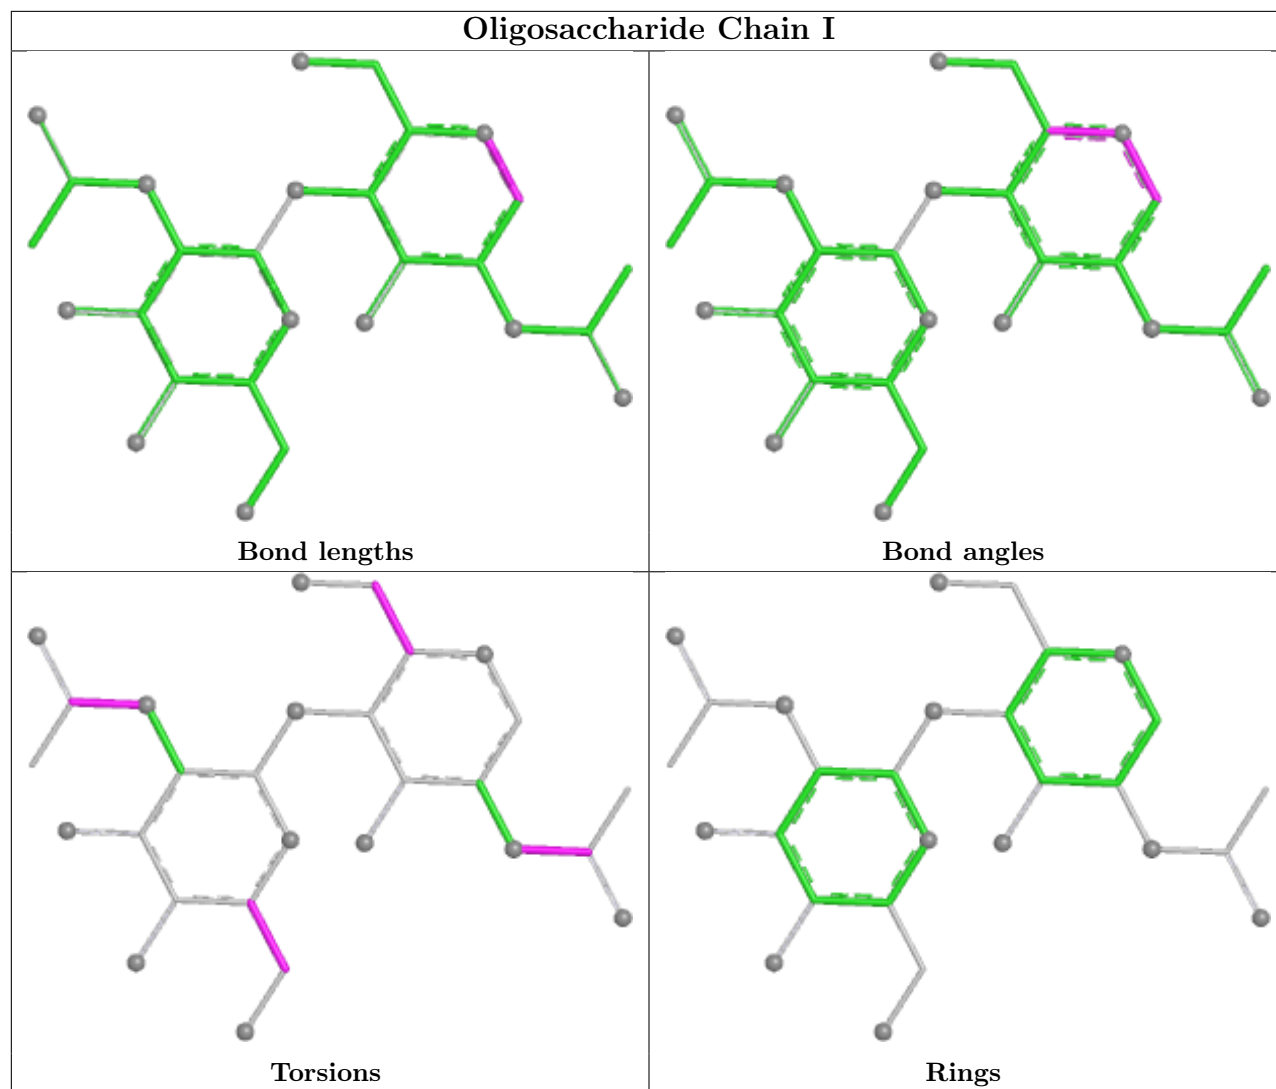 Oligosaccharide Chain I
Bond lengths
Bond angles
Torsions
Rings